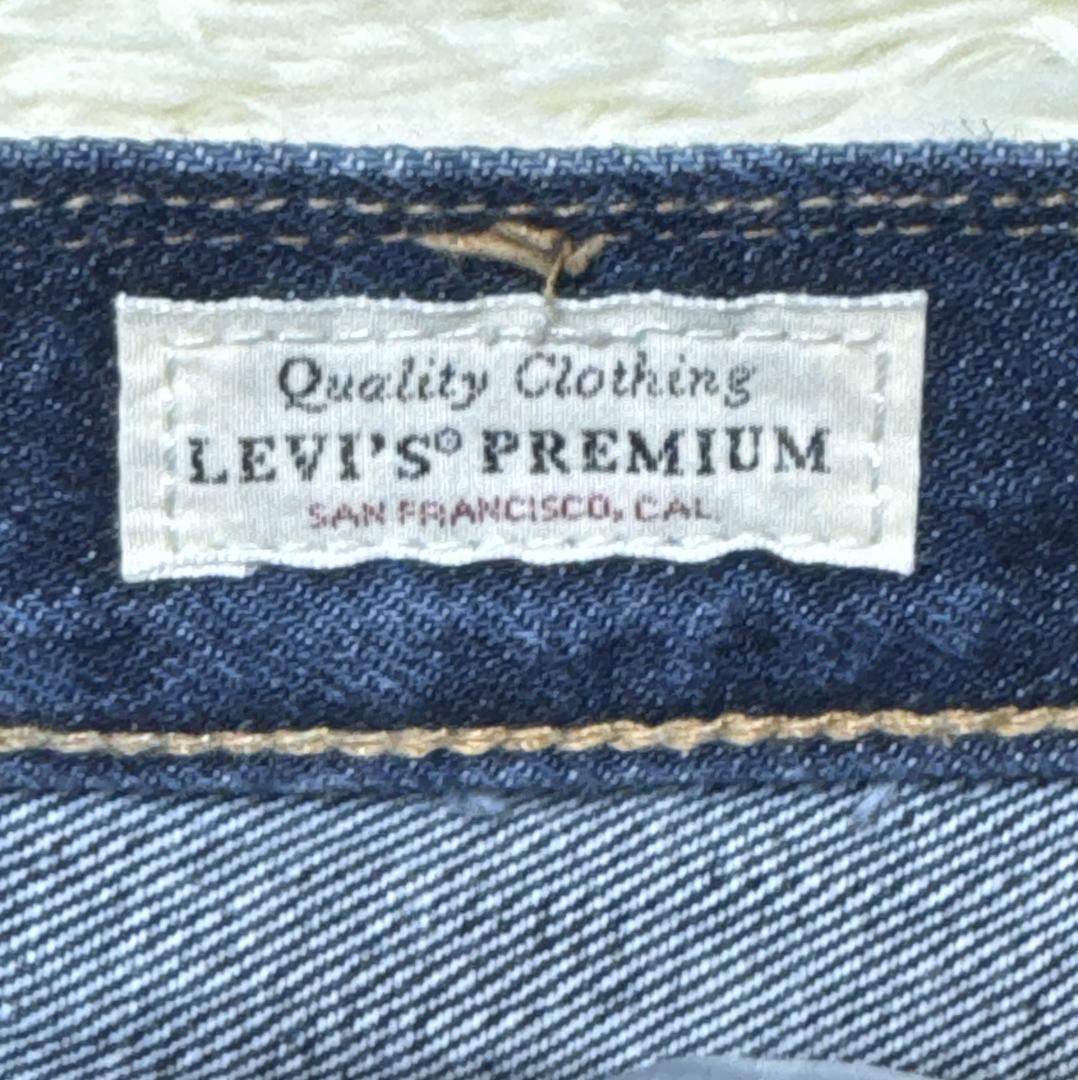 Quality Clothing
LEVI'S® PREMIUM
SAN FRANCISCO, CAL.